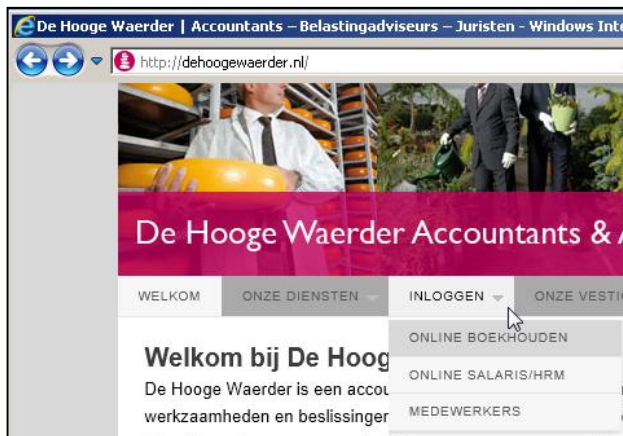 De Hooge Waerder | Accountants – Belastingadviseurs – Juristen - Windows Inte
http://dehoogewaerder.nl/
De Hooge Waerder Accountants & A
WELKOM ONZE DIENSTEN INLOGGEN ONZE VESTI
ONLINE BOEKHOUDEN
ONLINE SALARIS/HRM
MEDEWERKERS
Welkom bij De Hoog
De Hooge Waerder is een accou
werkzaamheden en beslissinger